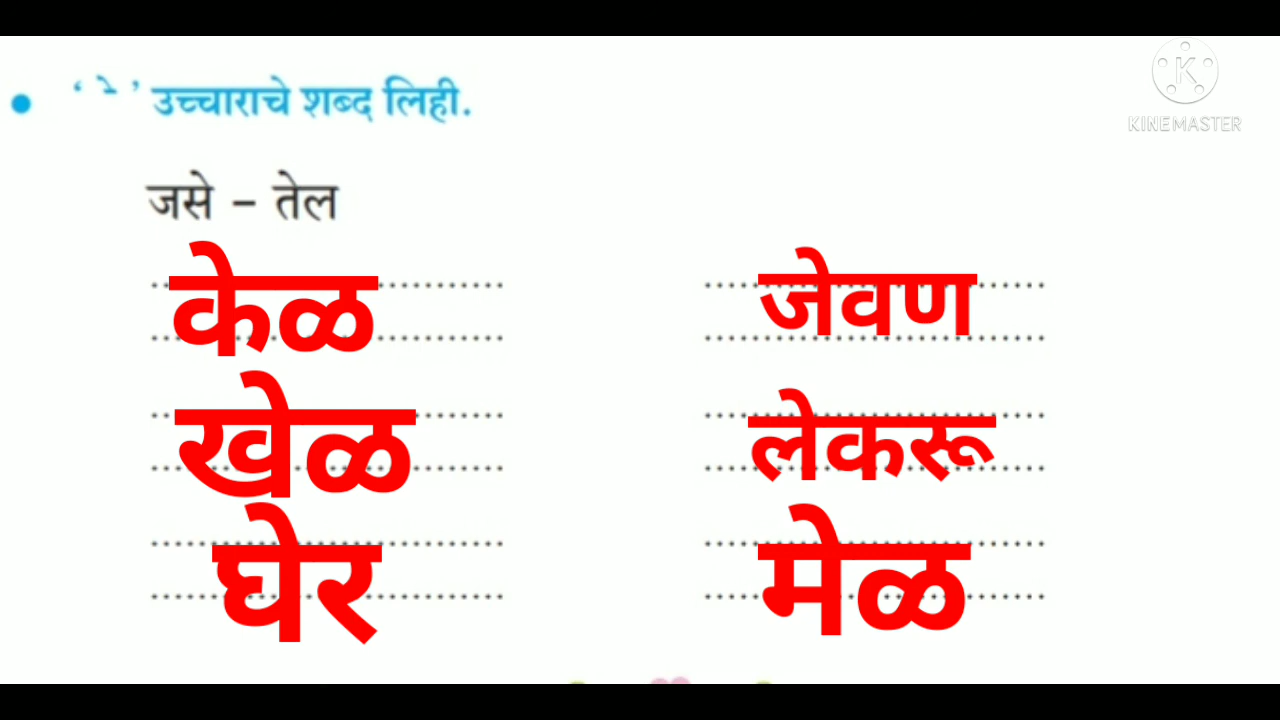 • ‘ े ’ उच्चाराचे शब्द लिही.
KINEMASTER
जसे – तेल
केळ जेवण
खेळ लेकरू
घेर मेळ